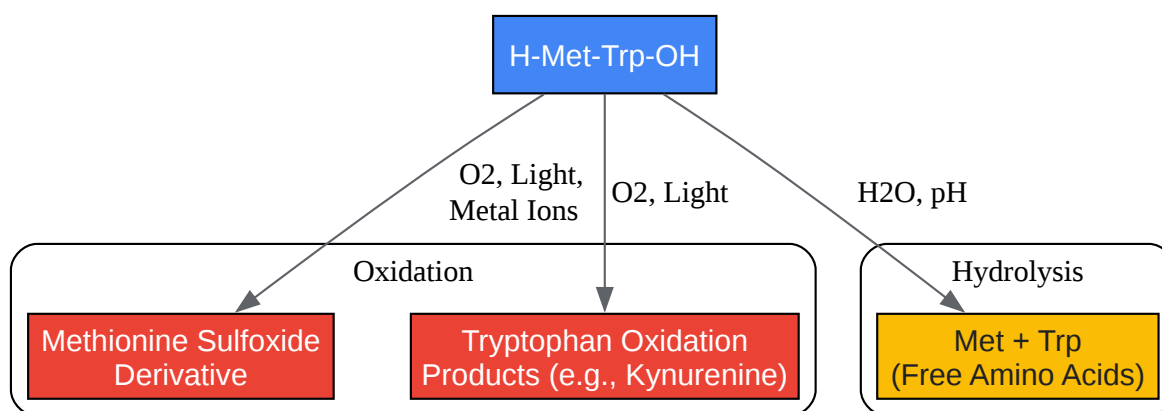 H-Met-Trp-OH
O2, Light,
Metal Ions
O2, Light
H2O, pH
Oxidation
Hydrolysis
Methionine Sulfoxide
Derivative
Tryptophan Oxidation
Products (e.g., Kynurenine)
Met + Trp
(Free Amino Acids)